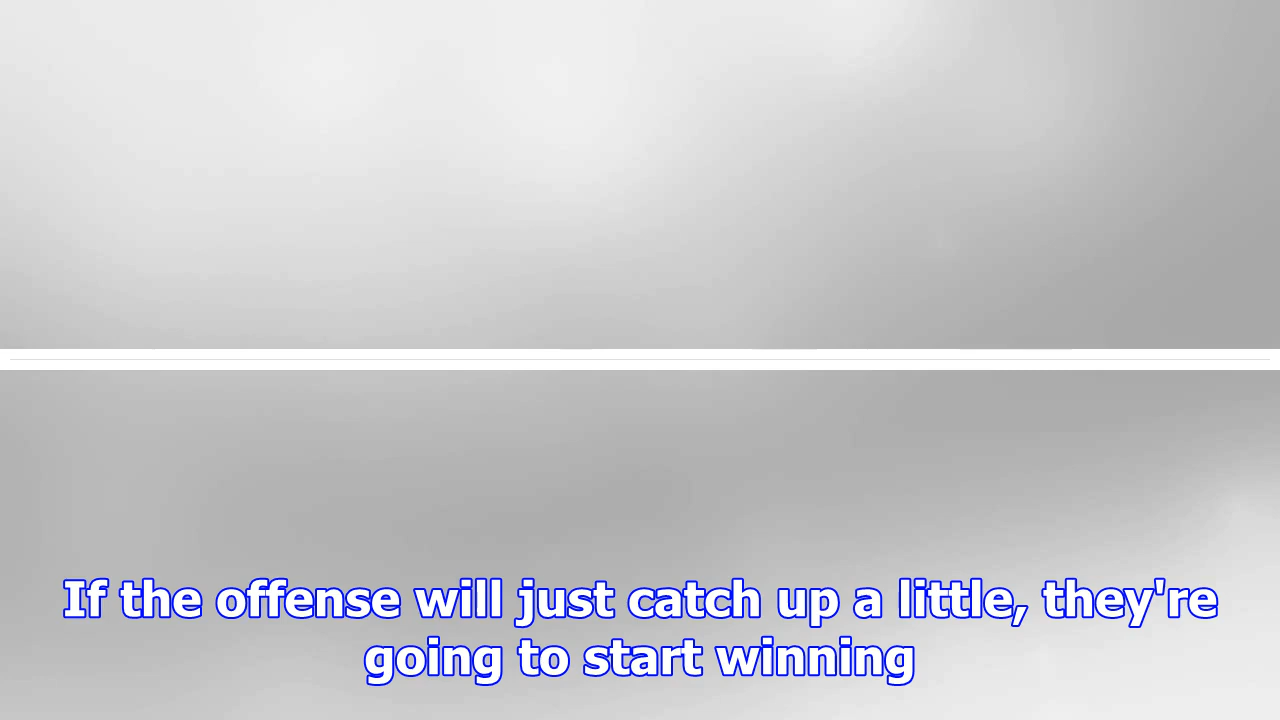 If the offense will just catch up a little, they're
going to start winning